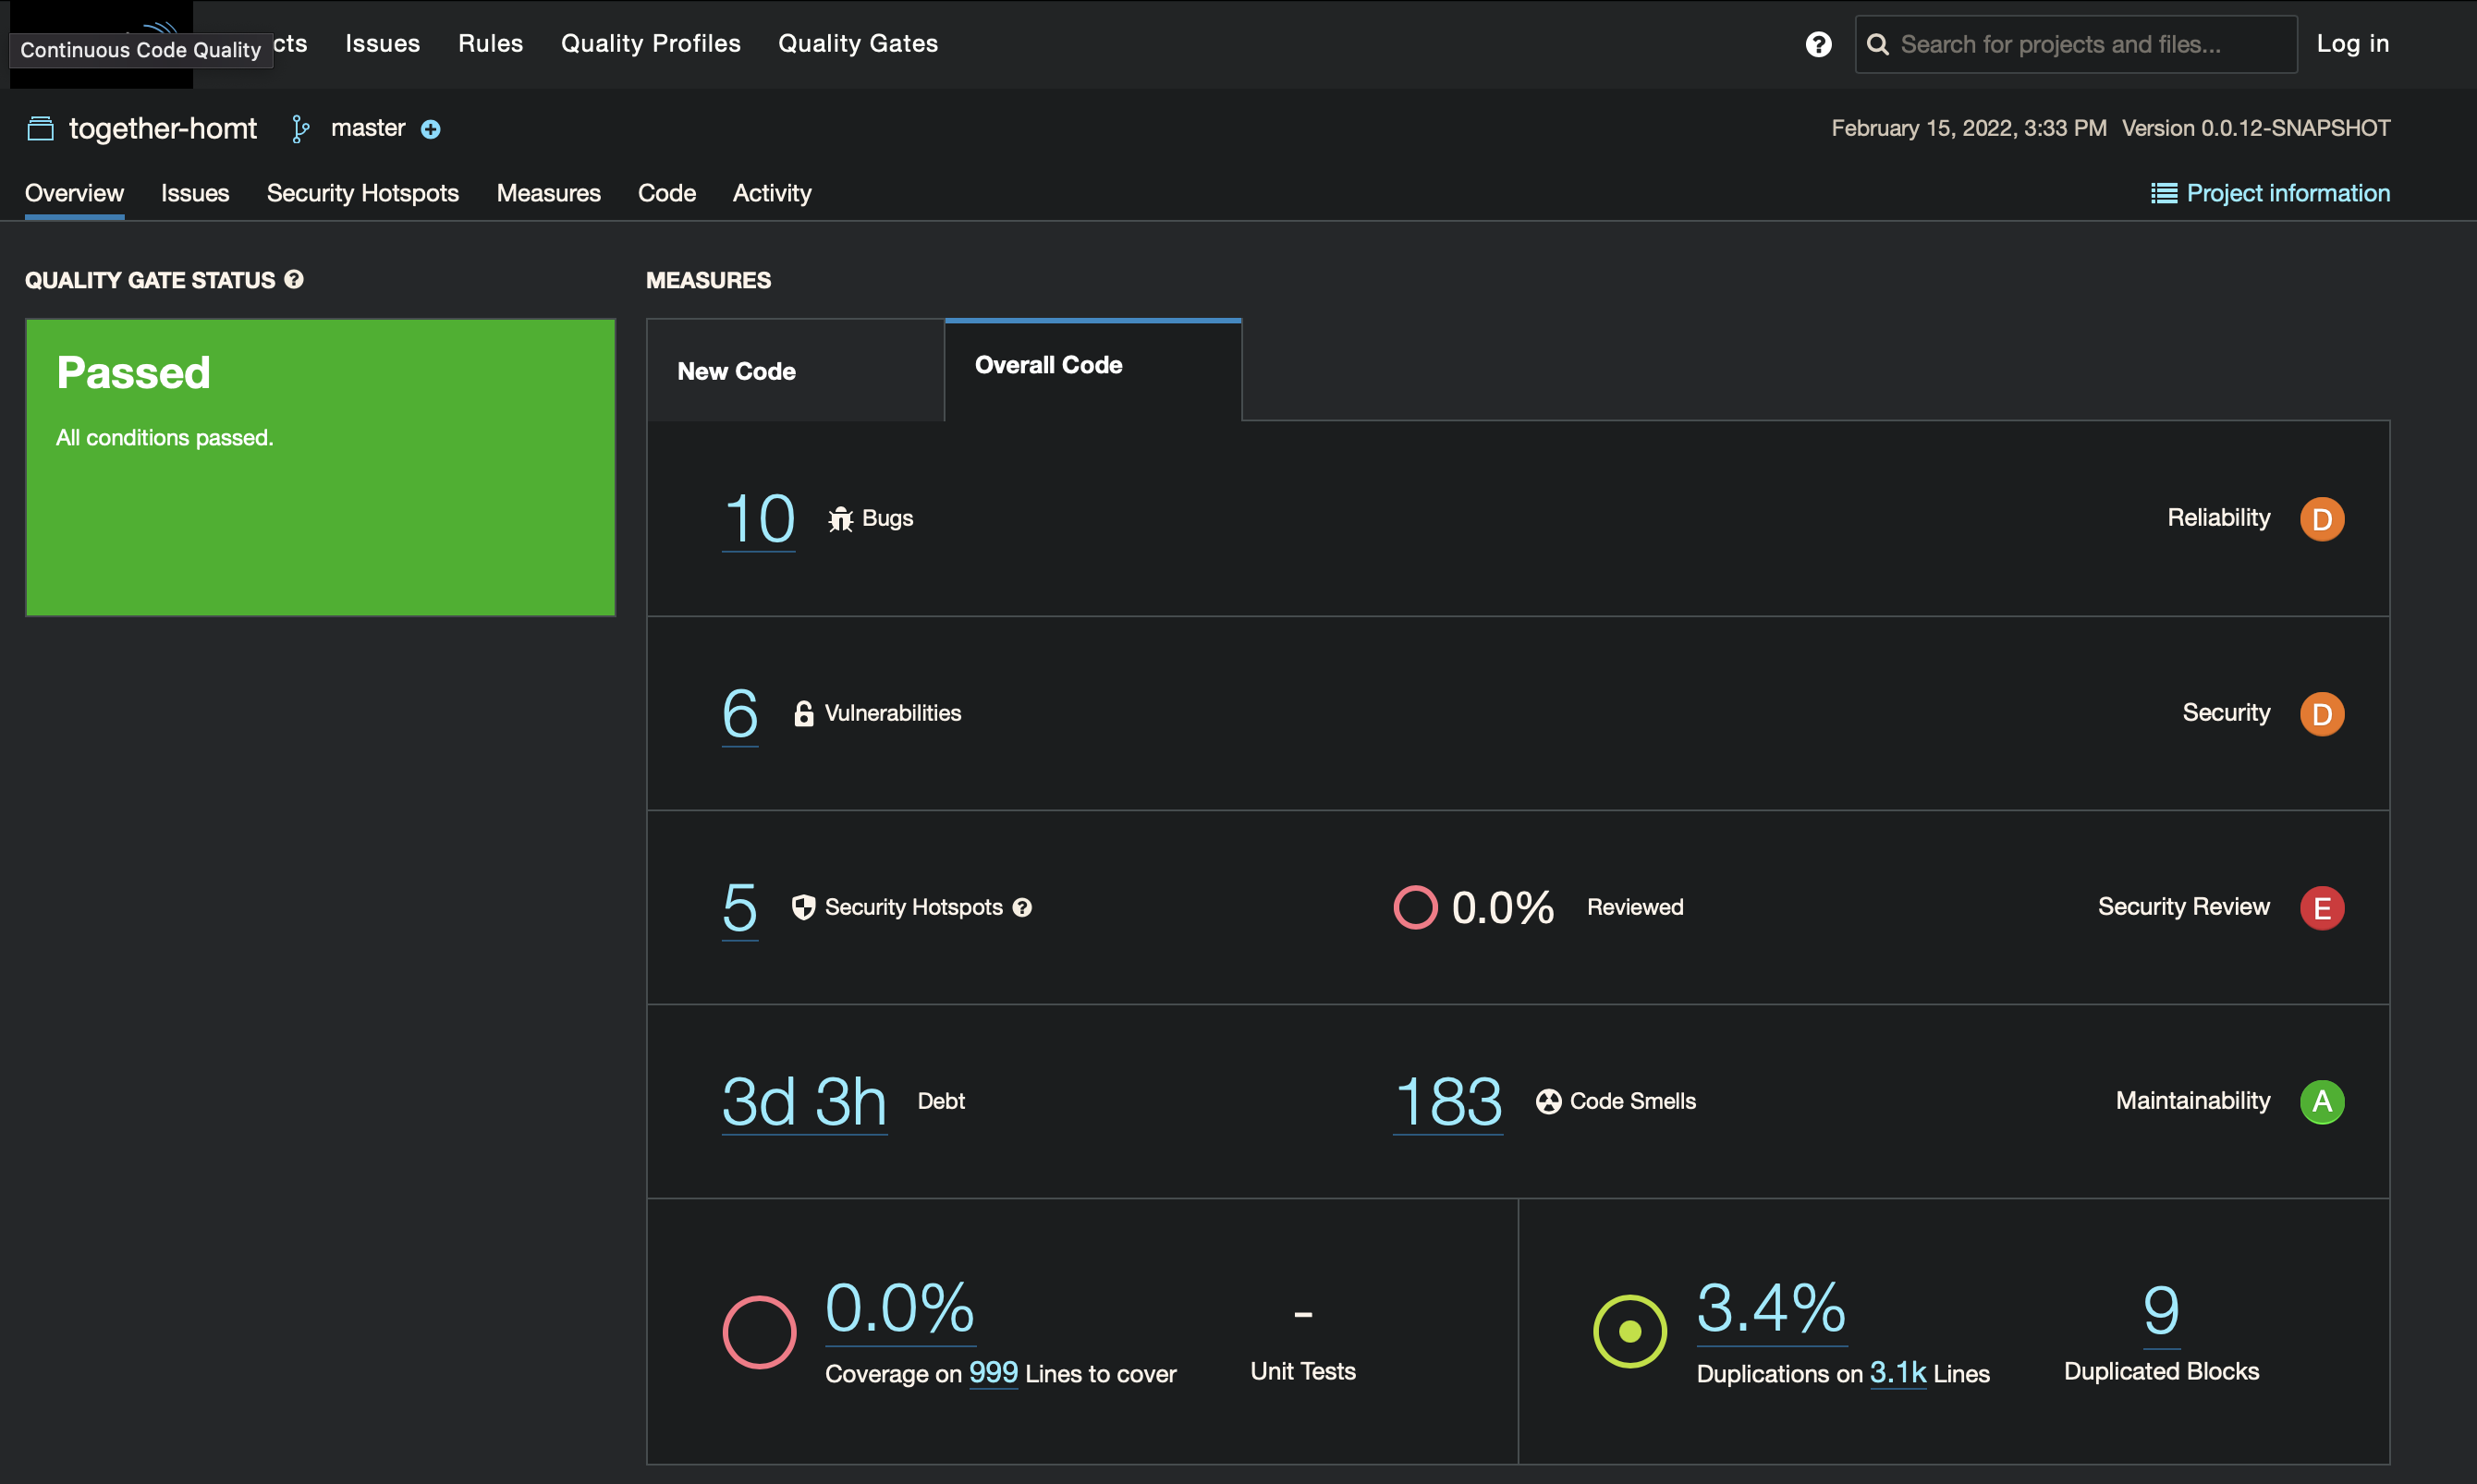 Continuous Code Quality
cts Issues Rules Quality Profiles Quality Gates
Search for projects and files...
Log in
together-homt master
February 15, 2022, 3:33 PM Version 0.0.12-SNAPSHOT
Overview Issues Security Hotspots Measures Code Activity
Project information
QUALITY GATE STATUS
Passed
All conditions passed.
MEASURES
New Code
Overall Code
10 Bugs
Reliability D
6 Vulnerabilities
Security D
5 Security Hotspots
0.0% Reviewed
Security Review E
3d 3h Debt
183 Code Smells
Maintainability A
0.0%
Coverage on 999 Lines to cover
-
Unit Tests
3.4%
Duplications on 3.1k Lines
9
Duplicated Blocks